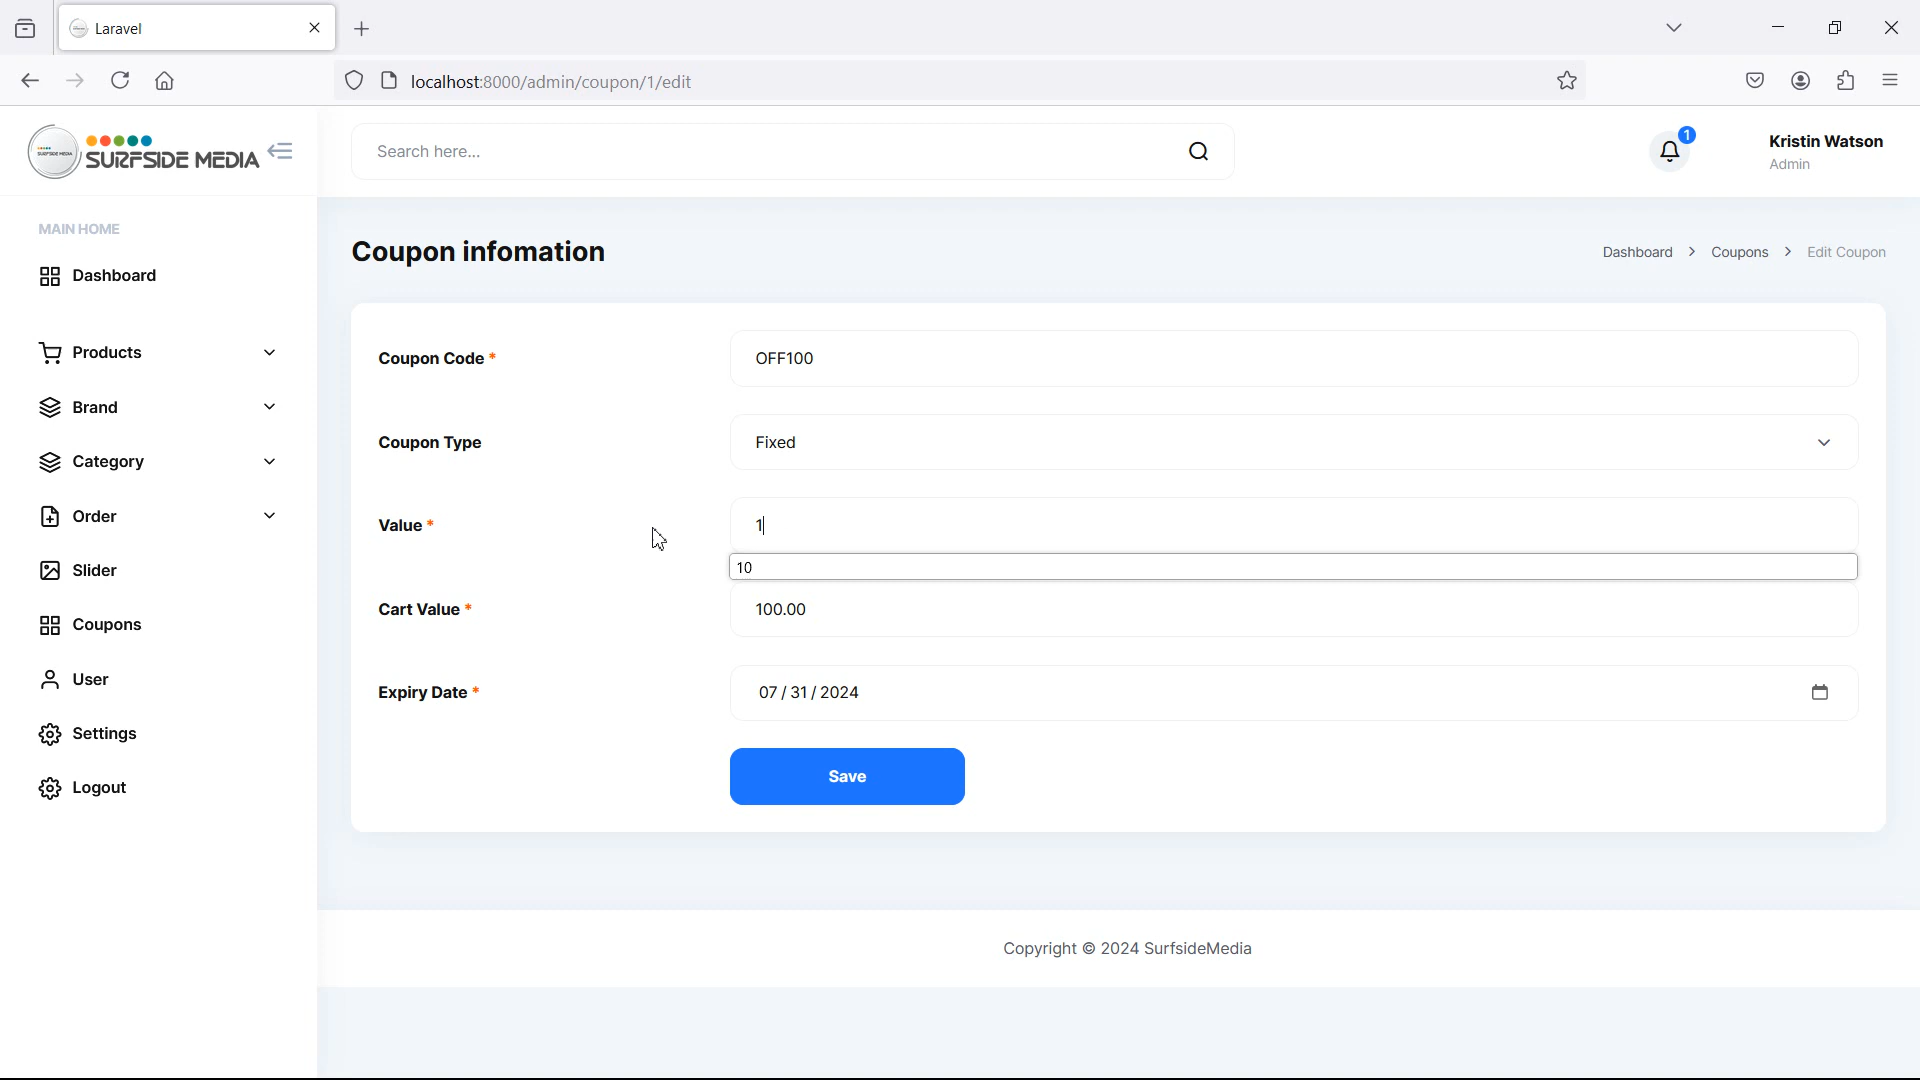 Laravel
localhost:8000/admin/coupon/1/edit
SURFSIDE MEDIA
SURFSIDE MEDIA
Search here...
1
Kristin Watson
Admin
MAIN HOME
Dashboard
Products
Brand
Category
Order
Slider
Coupons
User
Settings
Logout
Coupon infomation
Dashboard > Coupons > Edit Coupon
Coupon Code *
OFF100
Coupon Type
Fixed
Value *
1
10
Cart Value *
100.00
Expiry Date *
07 / 31 / 2024
Save
Copyright © 2024 SurfsideMedia